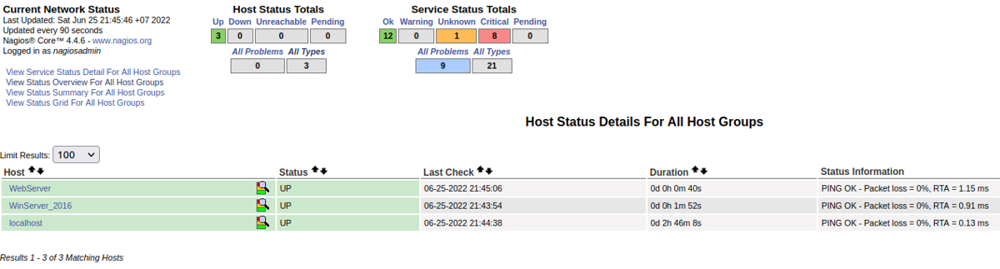 Current Network Status
Last Updated: Sat Jun 25 21:45:46 +07 2022
Updated every 90 seconds
Nagios® Core™ 4.4.6 - www.nagios.org
Logged in as nagiosadmin
View Service Status Detail For All Host Groups
View Status Overview For All Host Groups
View Status Summary For All Host Groups
View Status Grid For All Host Groups
Host Status Totals
Up Down Unreachable Pending
3 0 0 0
All Problems All Types
0 3
Service Status Totals
Ok Warning Unknown Critical Pending
12 0 1 8 0
All Problems All Types
9 21
Host Status Details For All Host Groups
Limit Results: 100
Host Status Last Check Duration Status Information
WebServer UP 06-25-2022 21:45:06 0d 0h 0m 40s PING OK - Packet loss = 0%, RTA = 1.15 ms
WinServer_2016 UP 06-25-2022 21:43:54 0d 0h 1m 52s PING OK - Packet loss = 0%, RTA = 0.91 ms
localhost UP 06-25-2022 21:44:38 0d 2h 46m 8s PING OK - Packet loss = 0%, RTA = 0.13 ms
Results 1 - 3 of 3 Matching Hosts